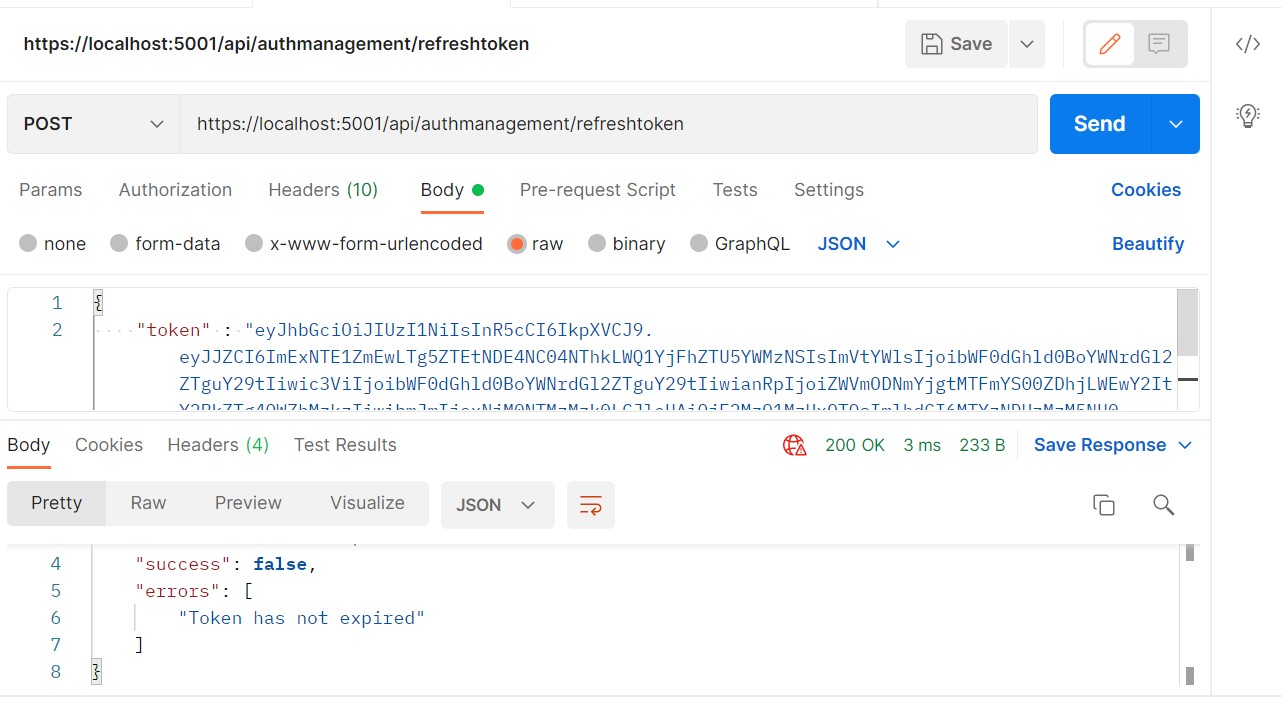 https://localhost:5001/api/authmanagement/refreshtoken
Save
POST
https://localhost:5001/api/authmanagement/refreshtoken
Send
Params Authorization Headers (10) Body Pre-request Script Tests Settings Cookies
none form-data x-www-form-urlencoded raw binary GraphQL JSON Beautify
1 {
2 "token" : "eyJhbGciOiJIUzI1NiIsInR5cCI6IkpXVCJ9.
eyJJZCI6ImExNTE1ZmEwLTg5ZTEtNDE4NC04NThkLWQ1YjFhZTU5YWMzNSIsImVtYWlsIjoibWF0dGhld0BoYWNrdGl2
ZTguY29tIiwic3ViIjoibWF0dGhld0BoYWNrdGl2ZTguY29tIiwianRpIjoiZWVmODNmYjgtMTFmYS00ZDhjLWEwY2It
Body Cookies Headers (4) Test Results 200 OK 3 ms 233 B Save Response
Pretty Raw Preview Visualize JSON
4 "success": false,
5 "errors": [
6 "Token has not expired"
7 ]
8 }